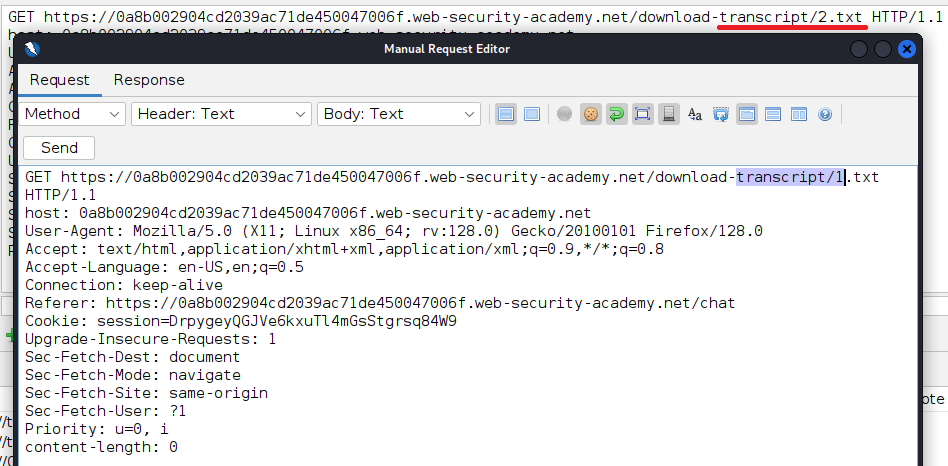 GET https://0a8b002904cd2039ac71de450047006f.web-security-academy.net/download-transcript/2.txt HTTP/1.1
Manual Request Editor
Request Response
Method Header: Text Body: Text
Send
GET https://0a8b002904cd2039ac71de450047006f.web-security-academy.net/download-transcript/1.txt
HTTP/1.1
host: 0a8b002904cd2039ac71de450047006f.web-security-academy.net
User-Agent: Mozilla/5.0 (X11; Linux x86_64; rv:128.0) Gecko/20100101 Firefox/128.0
Accept: text/html,application/xhtml+xml,application/xml;q=0.9,*/*;q=0.8
Accept-Language: en-US,en;q=0.5
Connection: keep-alive
Referer: https://0a8b002904cd2039ac71de450047006f.web-security-academy.net/chat
Cookie: session=DrpygeyQGJVe6kxuTl4mGsStgrsq84W9
Upgrade-Insecure-Requests: 1
Sec-Fetch-Dest: document
Sec-Fetch-Mode: navigate
Sec-Fetch-Site: same-origin
Sec-Fetch-User: ?1
Priority: u=0, i
content-length: 0